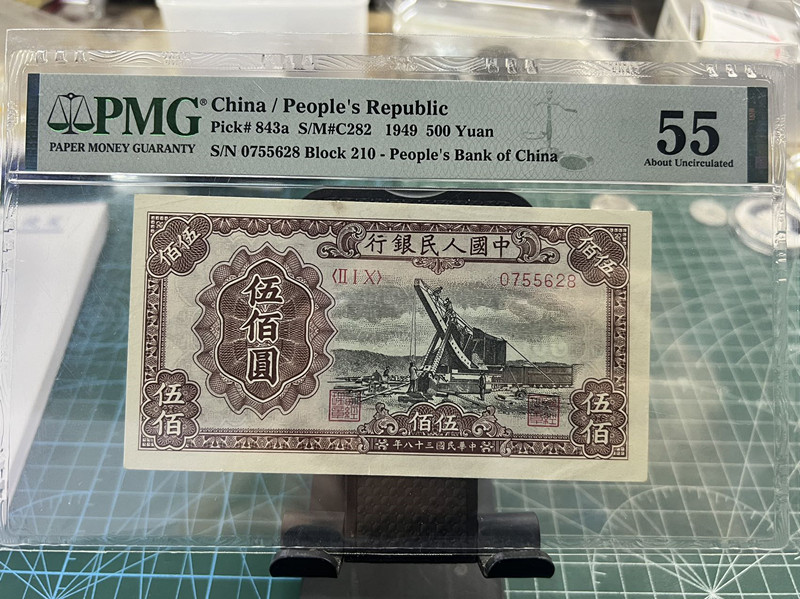 PMG®
PAPER MONEY GUARANTY
China / People's Republic
Pick# 843a S/M#C282 1949 500 Yuan
S/N 0755628 Block 210 - People's Bank of China
55
About Uncirculated
伍佰
行銀民人國中
伍佰
〈II I X〉
0755628
伍佰圓
伍佰
佰伍
伍佰
年八十三國民華中